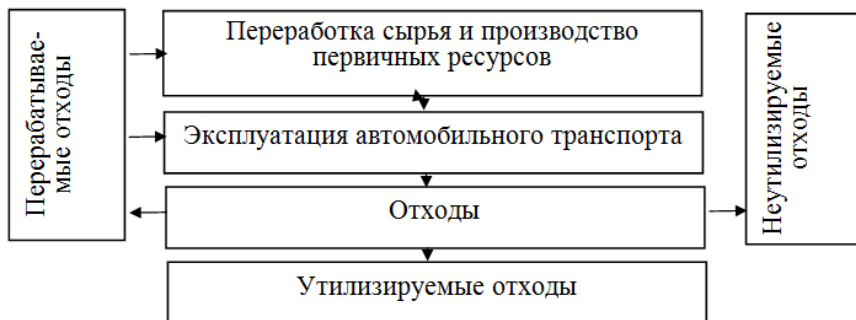 Перерабатывае-
мые отходы
Переработка сырья и производство
первичных ресурсов
Эксплуатация автомобильного транспорта
Отходы
Утилизируемые отходы
Неутилизируемые
отходы